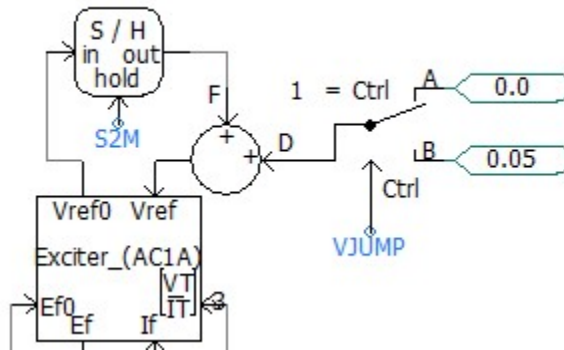 S / H
in out
hold
S2M
F
+
+
D
1 = Ctrl
A
0.0
B
0.05
Ctrl
VJUMP
Vref0 Vref
Exciter_(AC1A)
VT
IT
3
Ef0
Ef
If